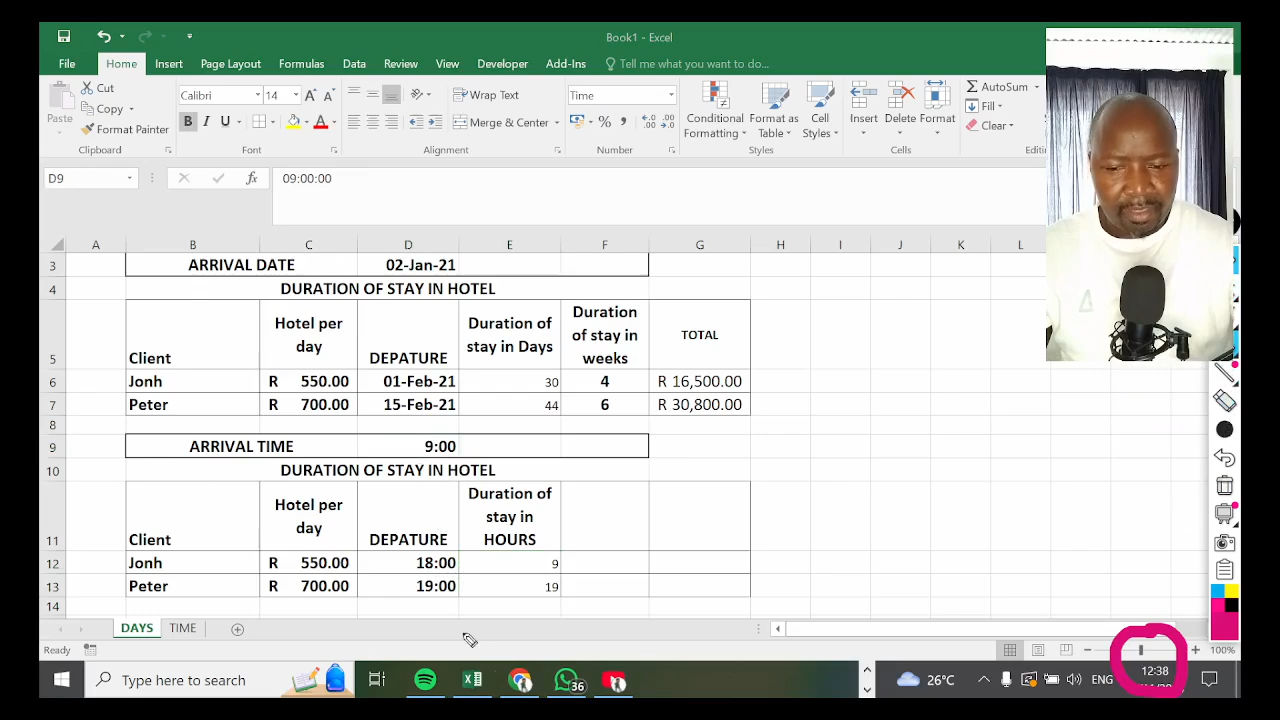 Book1 - Excel
File Home Insert Page Layout Formulas Data Review View Developer Add-Ins Tell me what you want to do...
Paste Cut Copy Format Painter Clipboard
Calibri 14 B I U Font
Wrap Text Merge & Center Alignment
Time % , Number
Conditional Formatting Format as Table Cell Styles Styles
Insert Delete Format Cells
AutoSum Fill Clear
D9 fx 09:00:00
A B C D E F G H I J K L
3 ARRIVAL DATE 02-Jan-21
4 DURATION OF STAY IN HOTEL
5 Client Hotel per day DEPATURE Duration of stay in Days Duration of stay in weeks TOTAL
6 Jonh R 550.00 01-Feb-21 30 4 R 16,500.00
7 Peter R 700.00 15-Feb-21 44 6 R 30,800.00
8
9 ARRIVAL TIME 9:00
10 DURATION OF STAY IN HOTEL
11 Client Hotel per day DEPATURE Duration of stay in HOURS
12 Jonh R 550.00 18:00 9
13 Peter R 700.00 19:00 19
14
DAYS TIME
Ready 100%
Type here to search 36 26°C ENG 12:38